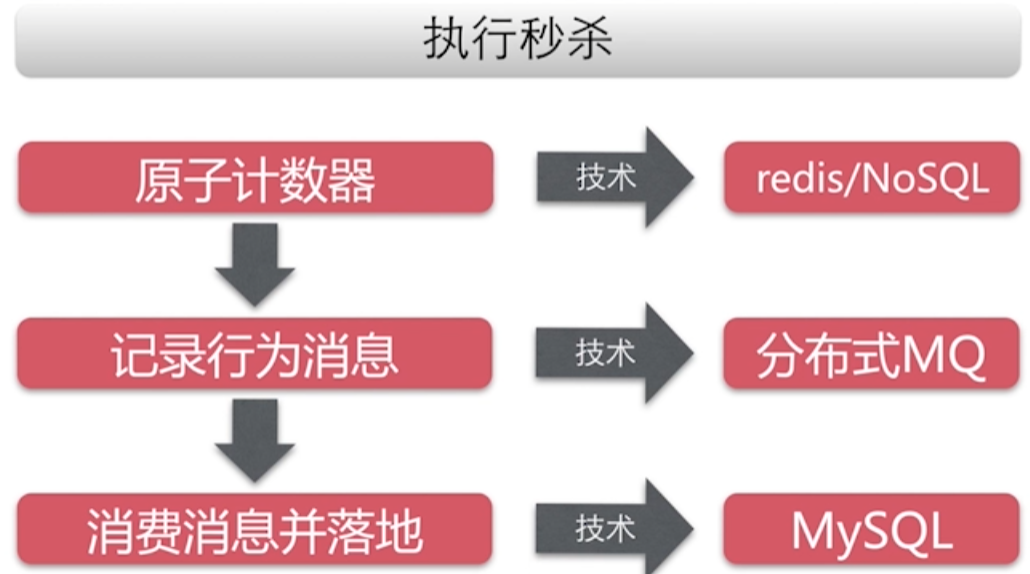 执行秒杀
原子计数器
技术
redis/NoSQL
记录行为消息
技术
分布式MQ
消费消息并落地
技术
MySQL